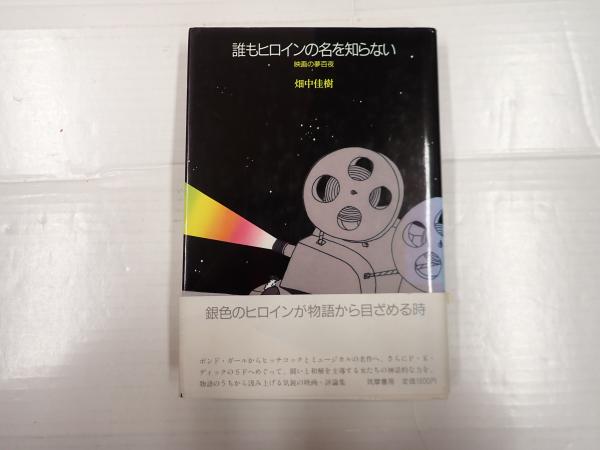 誰もヒロインの名を知らない
映画の夢百夜
畑中佳樹
銀色のヒロインが物語から目ざめる時
ボンド・ガールからヒッチコックとミュージカルの名作へ、さらにP・K・
ディックのSFへめぐって、闘いと和解を主導する女たちの神話的な力を、
物語のうちから汲み上げる気鋭の映画・評論集
筑摩書房 定価1600円